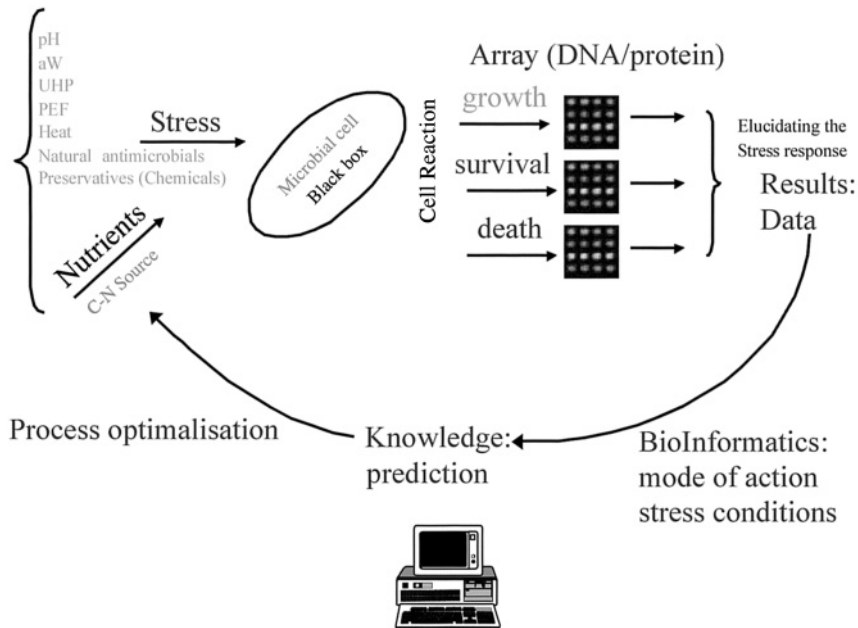 pH
aW
UHP
PEF
Heat
Natural antimicrobials
Preservatives (Chemicals)
Stress
Nutrients
C-N Source
Microbial cell
Black box
Cell Reaction
Array (DNA/protein)
growth
survival
death
Elucidating the
Stress response
Results:
Data
BioInformatics:
mode of action
stress conditions
Knowledge:
prediction
Process optimalisation